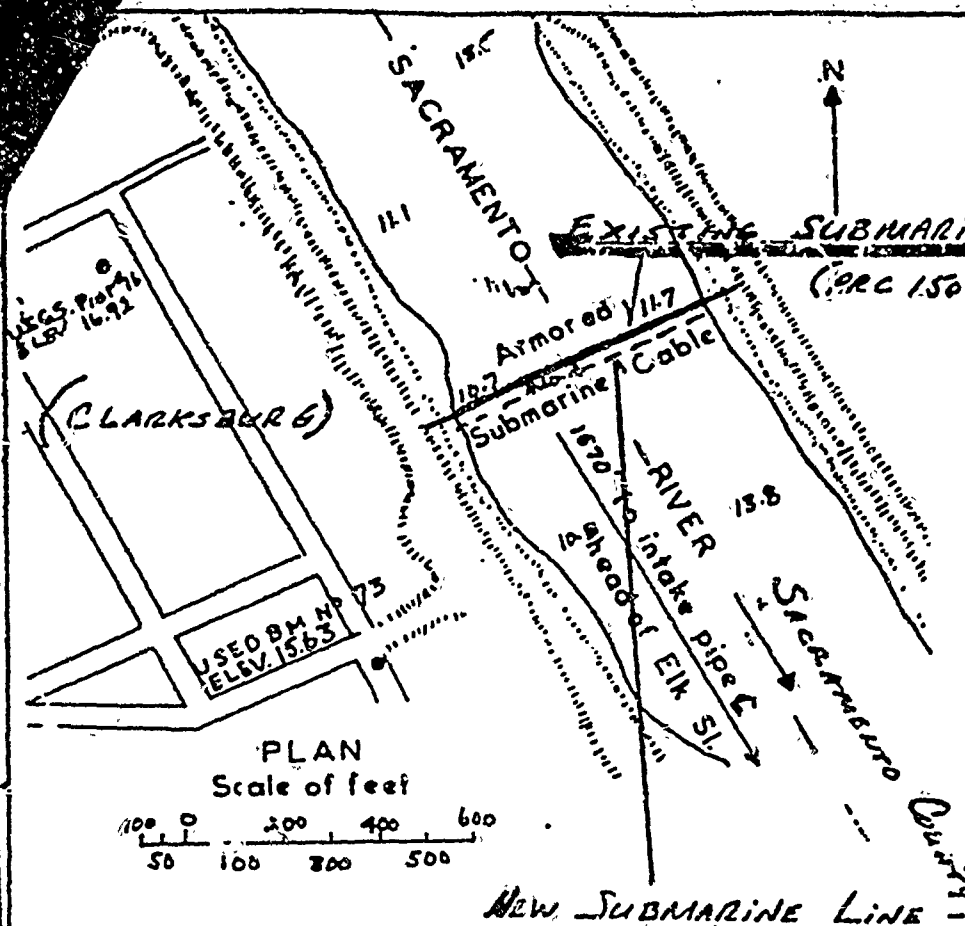 N
SACRAMENTO
11.1
EXISTING SUBMARI
(PRC 150
U.S.G.S.
ELEV 16.92
Armored 11.7
10.7
Submarine Cable
(CLARKSBURG)
RIVER
13.8
1670' to intake pipe
ahead of Elk Sl.
SACRAMENTO COUNTY
USED BM No 73
ELEV. 15.63
PLAN
Scale of feet
100 0 200 400 600
50 100 300 500
NEW SUBMARINE LINE